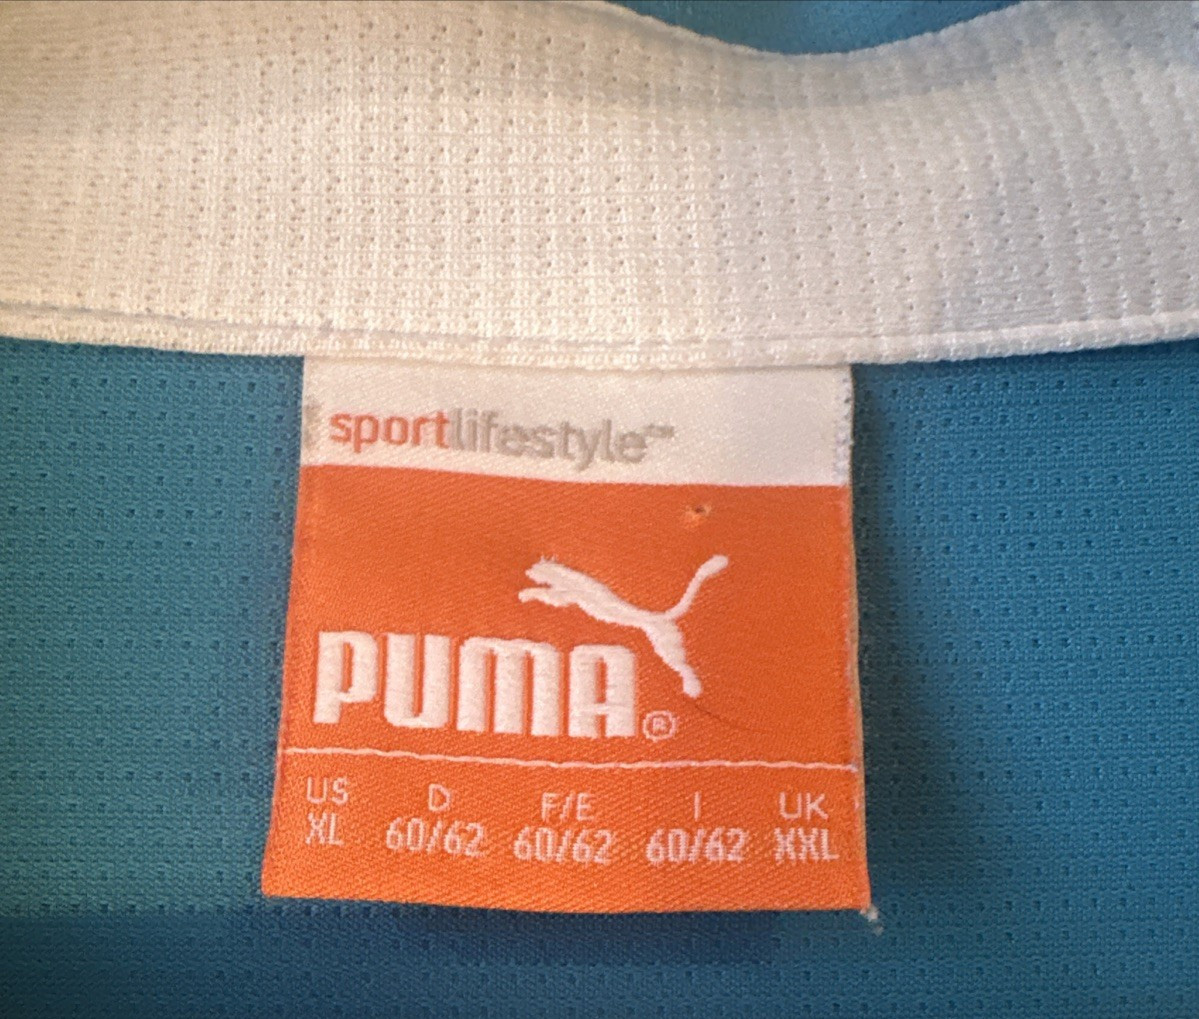 sportlifestyle™
PUMA®
US D F/E I UK
XL 60/62 60/62 60/62 XXL